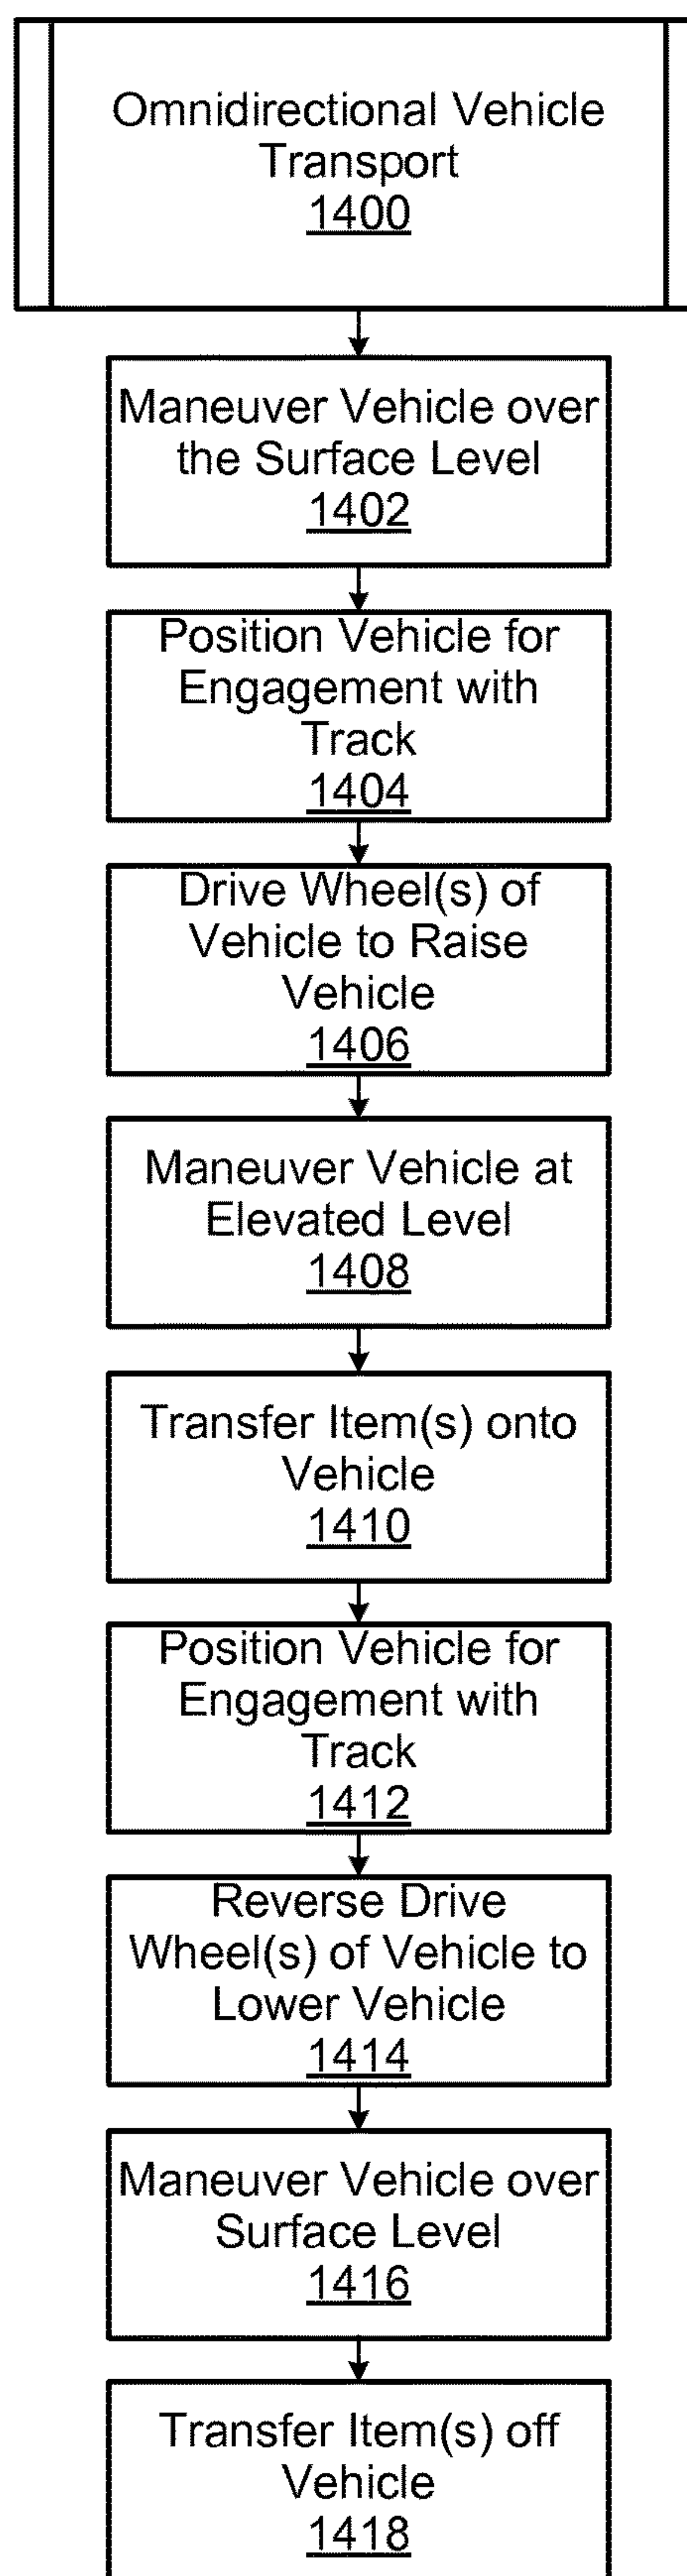 Omnidirectional Vehicle
Transport
1400
Maneuver Vehicle over
the Surface Level
1402
Position Vehicle for
Engagement with
Track
1404
Drive Wheel(s) of
Vehicle to Raise
Vehicle
1406
Maneuver Vehicle at
Elevated Level
1408
Transfer Item(s) onto
Vehicle
1410
Position Vehicle for
Engagement with
Track
1412
Reverse Drive
Wheel(s) of Vehicle to
Lower Vehicle
1414
Maneuver Vehicle over
Surface Level
1416
Transfer Item(s) off
Vehicle
1418